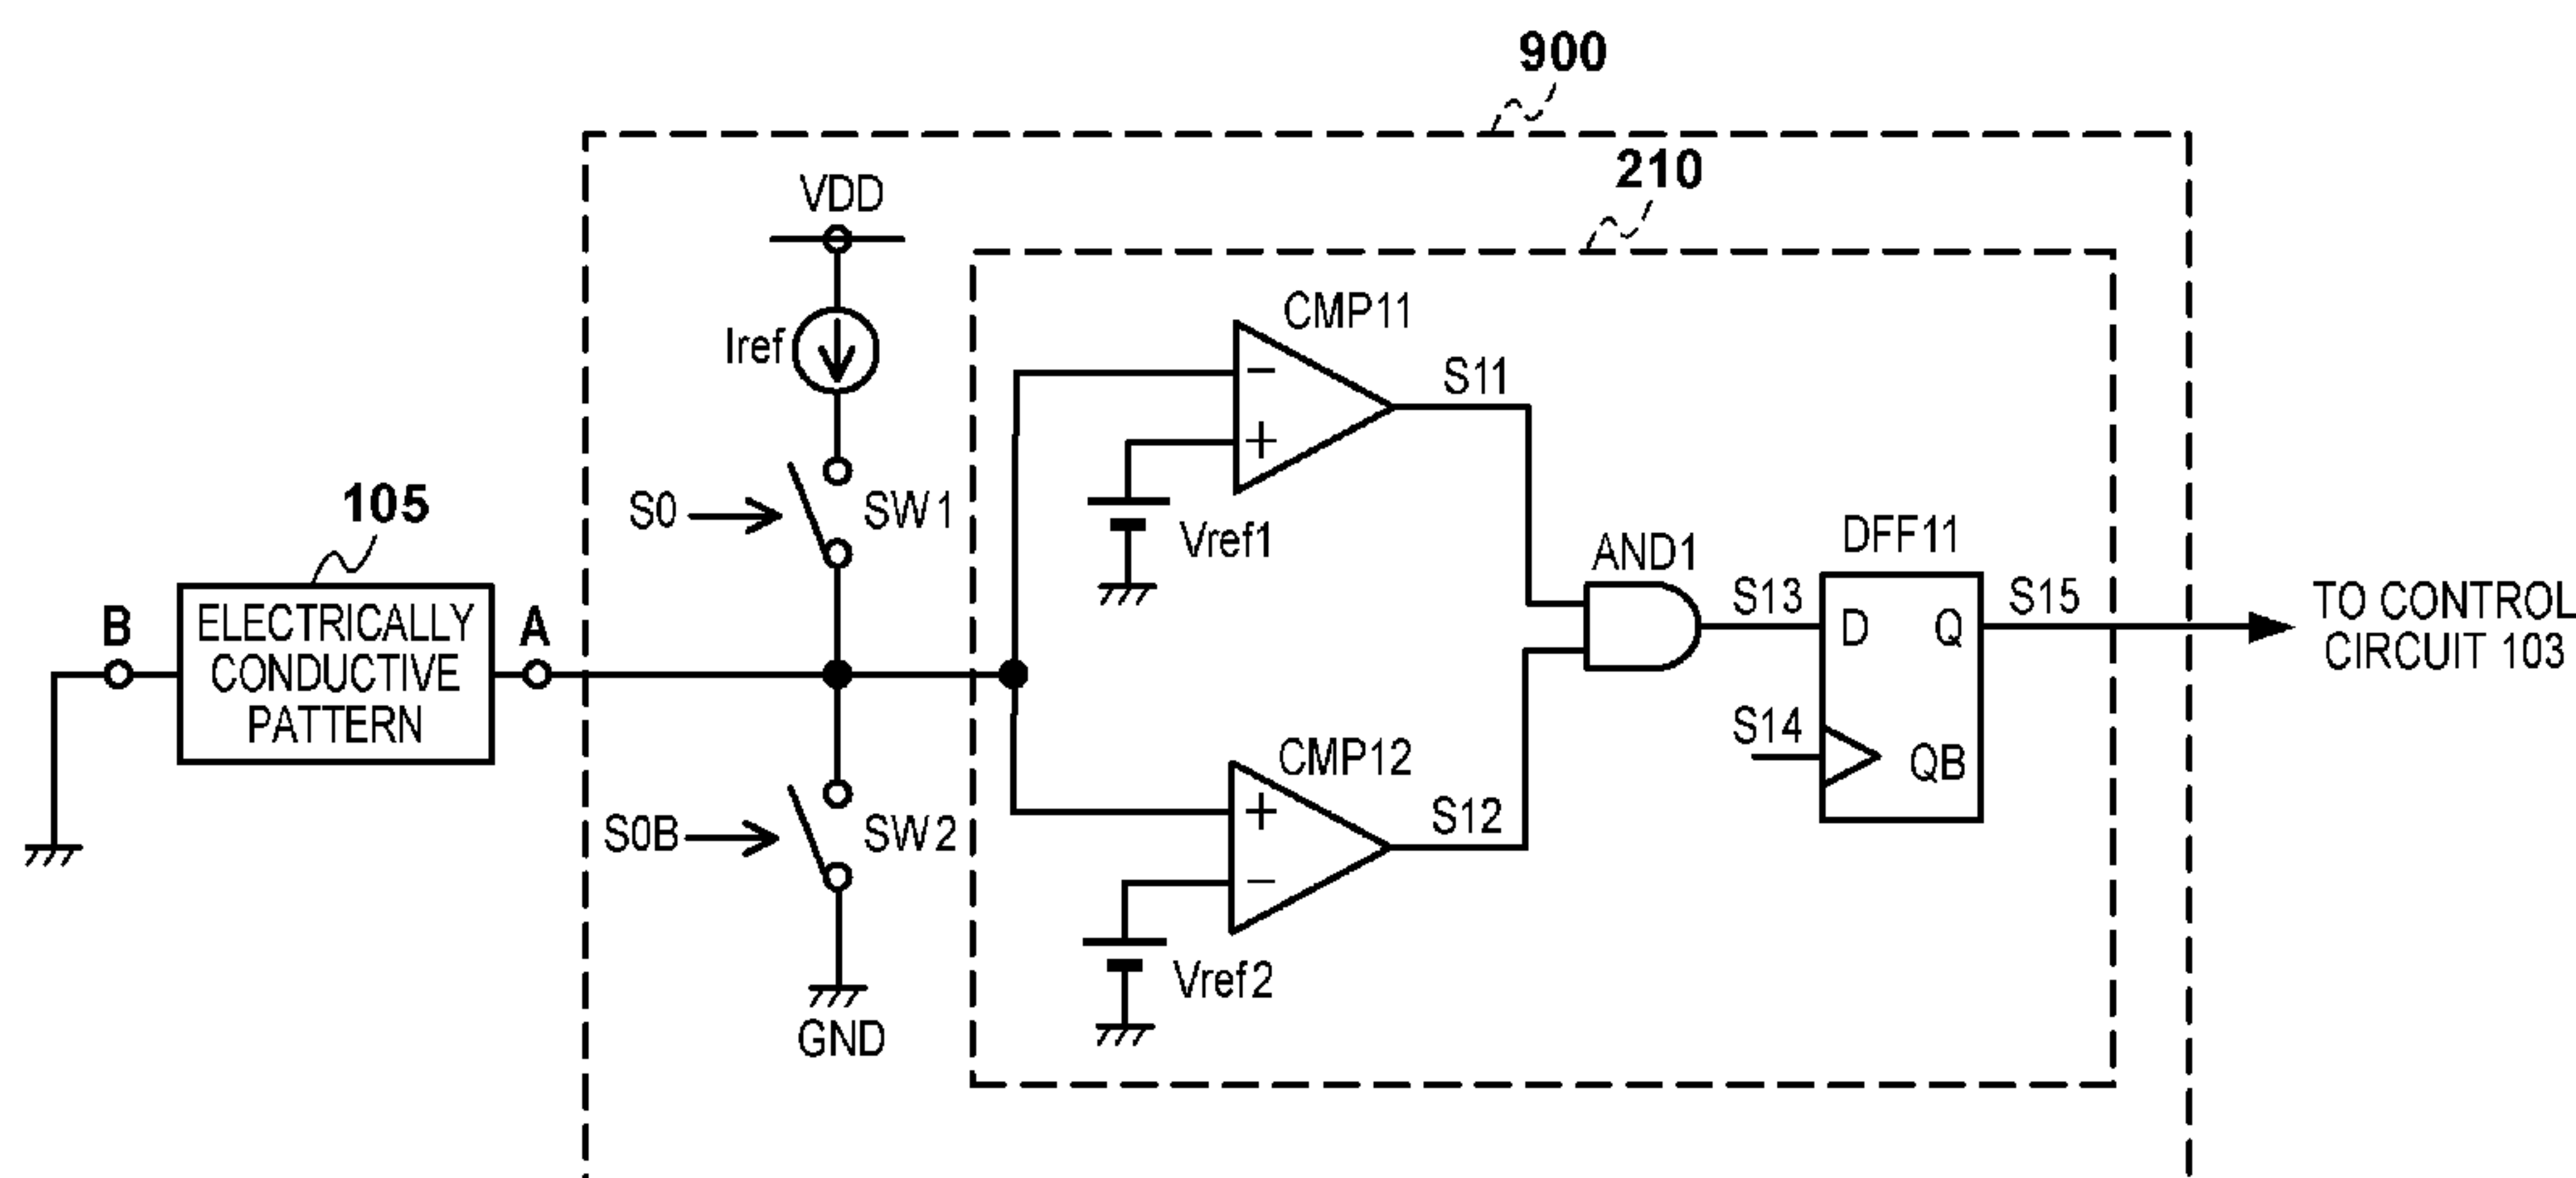 900
210
VDD
CMP11
Iref
S11
−
+
105
S0
SW1
Vref1
DFF11
AND1
B
ELECTRICALLY
CONDUCTIVE
PATTERN
A
S13
D
Q
S15
TO CONTROL
CIRCUIT 103
S14
QB
CMP12
S0B
SW2
+
−
S12
Vref2
GND